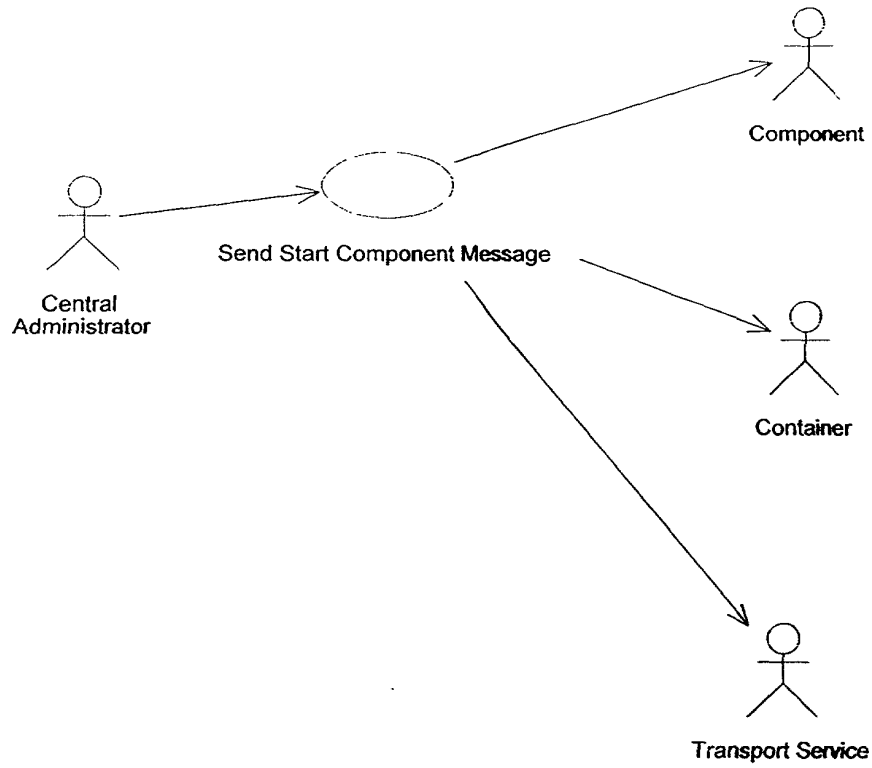 Component
Send Start Component Message
Central
Administrator
Container
Transport Service